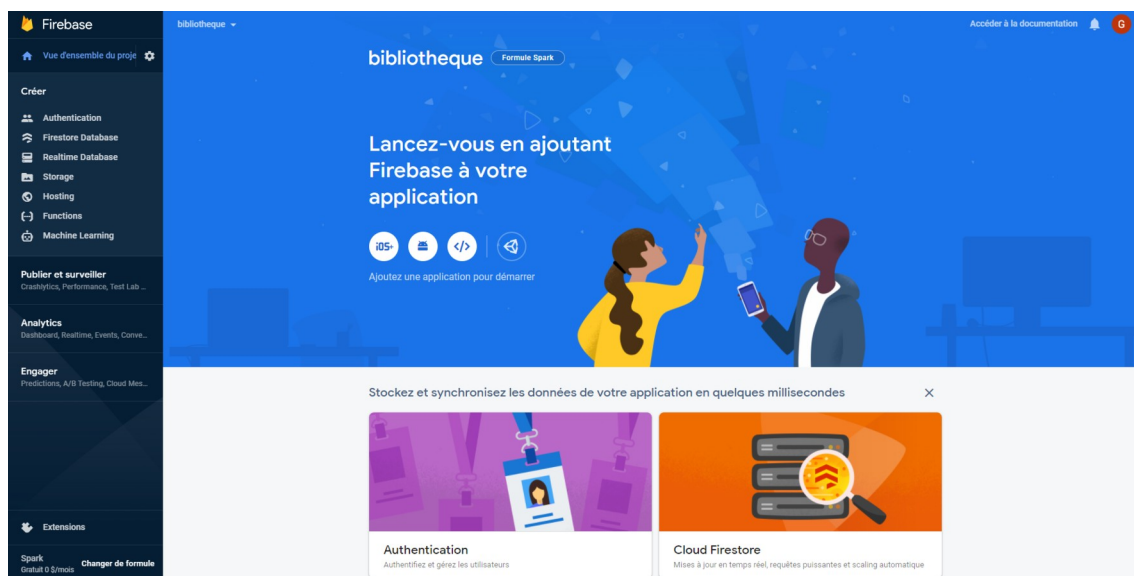 Firebase
Vue d'ensemble du proje
Créer
Authentication
Firestore Database
Realtime Database
Storage
Hosting
Functions
Machine Learning
Publier et surveiller
Crashlytics, Performance, Test Lab ...
Analytics
Dashboard, Realtime, Events, Conve...
Engager
Predictions, A/B Testing, Cloud Mes...
Extensions
Spark
Gratuit 0 $/mois
Changer de formule
bibliotheque
Accéder à la documentation
G
bibliotheque
Formule Spark
Lancez-vous en ajoutant
Firebase à votre
application
iOS+
Ajoutez une application pour démarrer
Stockez et synchronisez les données de votre application en quelques millisecondes
Authentication
Authentifiez et gérez les utilisateurs
Cloud Firestore
Mises à jour en temps réel, requêtes puissantes et scaling automatique